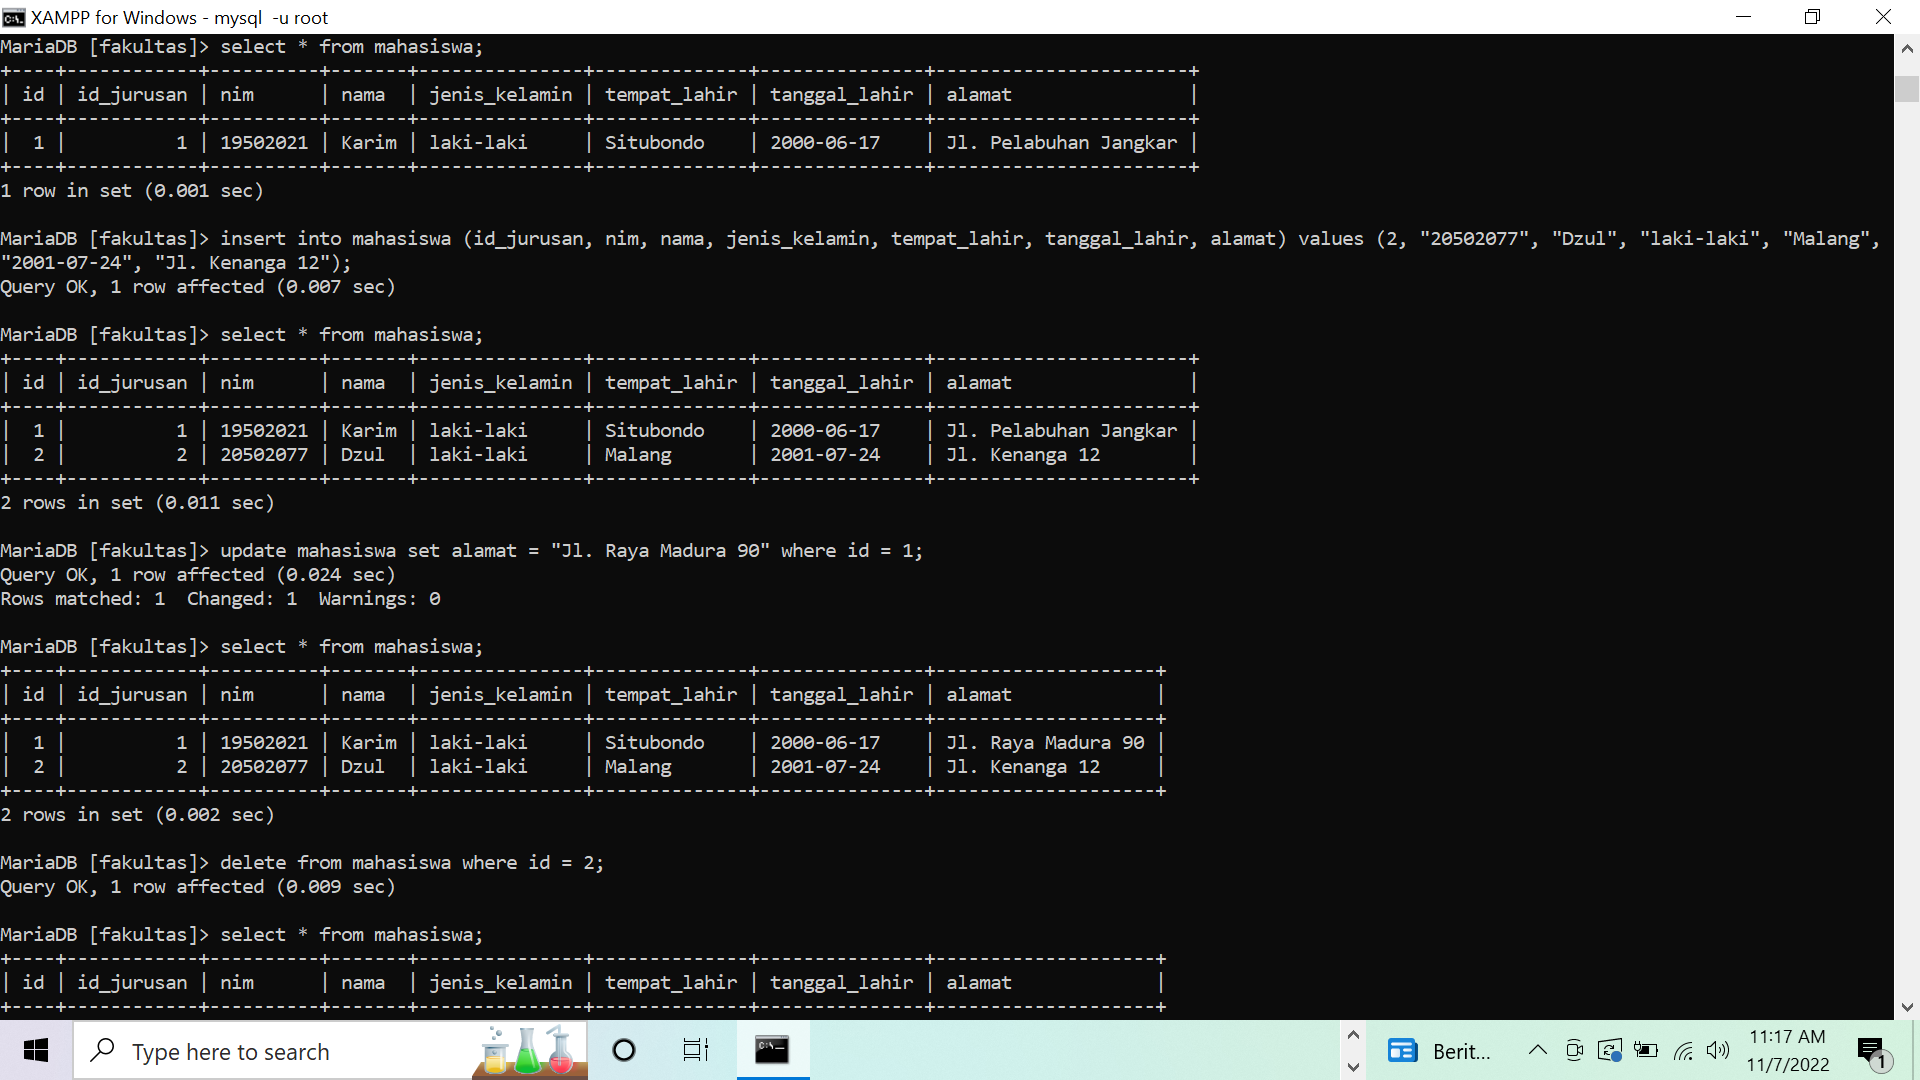 XAMPP for Windows - mysql  -u root
MariaDB [fakultas]> select * from mahasiswa;
+----+------------+----------+-------+---------------+--------------+---------------+-----------------------+
| id | id_jurusan | nim      | nama  | jenis_kelamin | tempat_lahir | tanggal_lahir | alamat                |
+----+------------+----------+-------+---------------+--------------+---------------+-----------------------+
|  1 |          1 | 19502021 | Karim | laki-laki     | Situbondo    | 2000-06-17    | Jl. Pelabuhan Jangkar |
+----+------------+----------+-------+---------------+--------------+---------------+-----------------------+
1 row in set (0.001 sec)
MariaDB [fakultas]> insert into mahasiswa (id_jurusan, nim, nama, jenis_kelamin, tempat_lahir, tanggal_lahir, alamat) values (2, "20502077", "Dzul", "laki-laki", "Malang",
"2001-07-24", "Jl. Kenanga 12");
Query OK, 1 row affected (0.007 sec)
MariaDB [fakultas]> select * from mahasiswa;
+----+------------+----------+-------+---------------+--------------+---------------+-----------------------+
| id | id_jurusan | nim      | nama  | jenis_kelamin | tempat_lahir | tanggal_lahir | alamat                |
+----+------------+----------+-------+---------------+--------------+---------------+-----------------------+
|  1 |          1 | 19502021 | Karim | laki-laki     | Situbondo    | 2000-06-17    | Jl. Pelabuhan Jangkar |
|  2 |          2 | 20502077 | Dzul  | laki-laki     | Malang       | 2001-07-24    | Jl. Kenanga 12        |
+----+------------+----------+-------+---------------+--------------+---------------+-----------------------+
2 rows in set (0.011 sec)
MariaDB [fakultas]> update mahasiswa set alamat = "Jl. Raya Madura 90" where id = 1;
Query OK, 1 row affected (0.024 sec)
Rows matched: 1  Changed: 1  Warnings: 0
MariaDB [fakultas]> select * from mahasiswa;
+----+------------+----------+-------+---------------+--------------+---------------+--------------------+
| id | id_jurusan | nim      | nama  | jenis_kelamin | tempat_lahir | tanggal_lahir | alamat             |
+----+------------+----------+-------+---------------+--------------+---------------+--------------------+
|  1 |          1 | 19502021 | Karim | laki-laki     | Situbondo    | 2000-06-17    | Jl. Raya Madura 90 |
|  2 |          2 | 20502077 | Dzul  | laki-laki     | Malang       | 2001-07-24    | Jl. Kenanga 12     |
+----+------------+----------+-------+---------------+--------------+---------------+--------------------+
2 rows in set (0.002 sec)
MariaDB [fakultas]> delete from mahasiswa where id = 2;
Query OK, 1 row affected (0.009 sec)
MariaDB [fakultas]> select * from mahasiswa;
+----+------------+----------+-------+---------------+--------------+---------------+--------------------+
| id | id_jurusan | nim      | nama  | jenis_kelamin | tempat_lahir | tanggal_lahir | alamat             |
+----+------------+----------+-------+---------------+--------------+---------------+--------------------+
Type here to search
Berit...
11:17 AM
11/7/2022
1